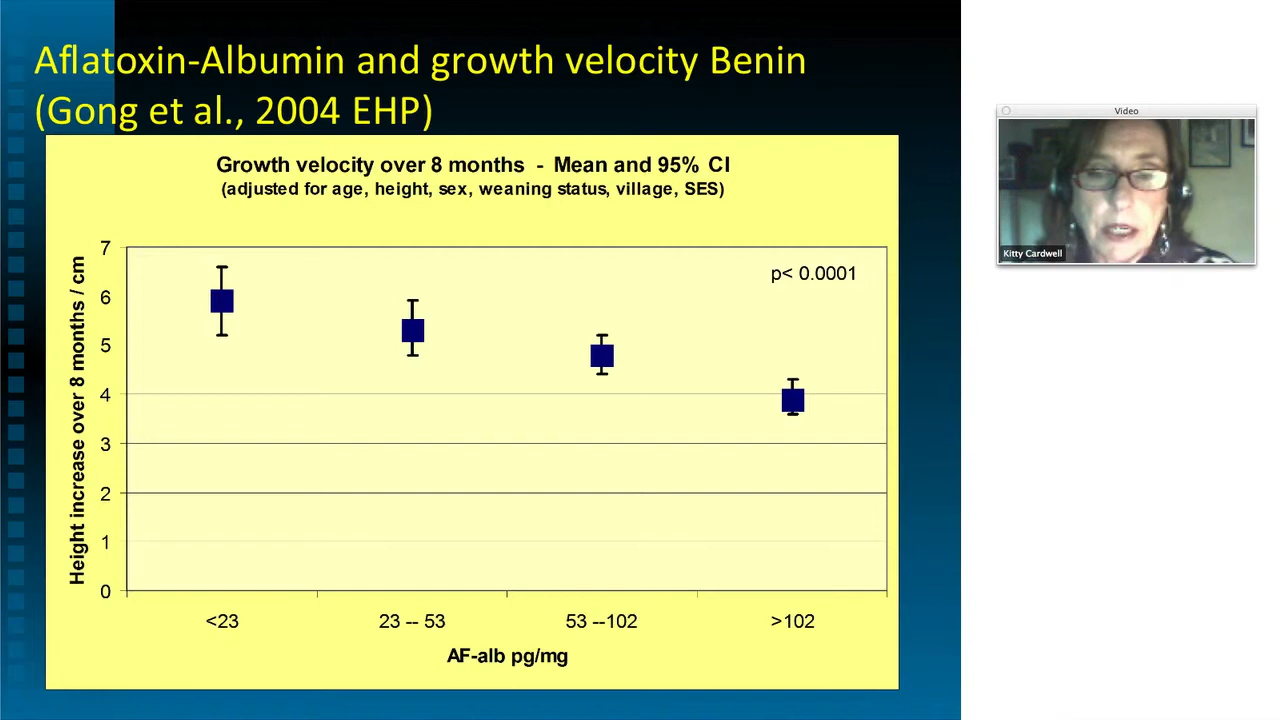 Aflatoxin-Albumin and growth velocity Benin
(Gong et al., 2004 EHP)
Growth velocity over 8 months - Mean and 95% CI
(adjusted for age, height, sex, weaning status, village, SES)
Height increase over 8 months / cm
7
6
5
4
3
2
1
0
p< 0.0001
<23
23 -- 53
53 --102
>102
AF-alb pg/mg
Video
Kitty Cardwell